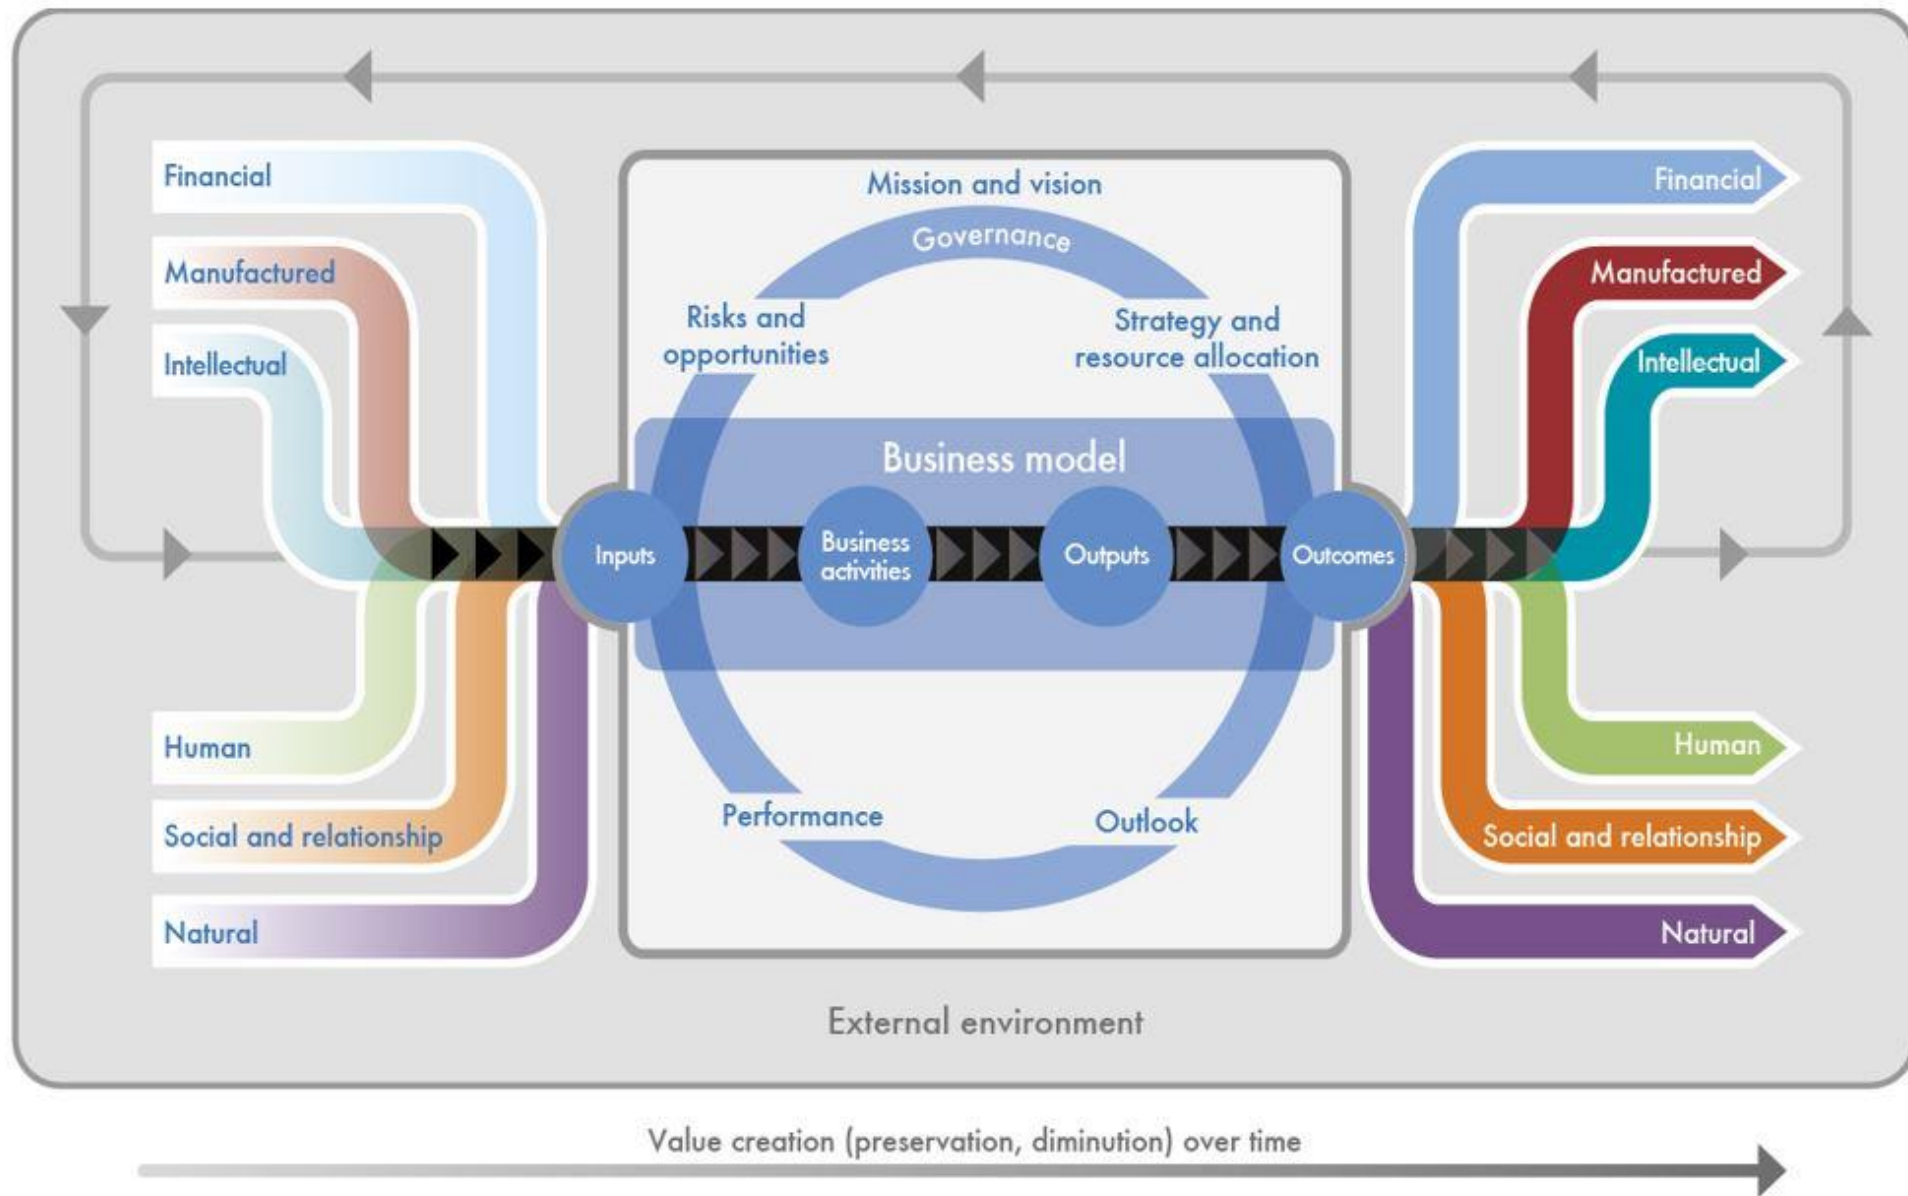 Financial
Manufactured
Intellectual
Human
Social and relationship
Natural
Mission and vision
Governance
Risks and
opportunities
Strategy and
resource allocation
Business model
Inputs
Business
activities
Outputs
Outcomes
Performance
Outlook
Financial
Manufactured
Intellectual
Human
Social and relationship
Natural
External environment
Value creation (preservation, diminution) over time